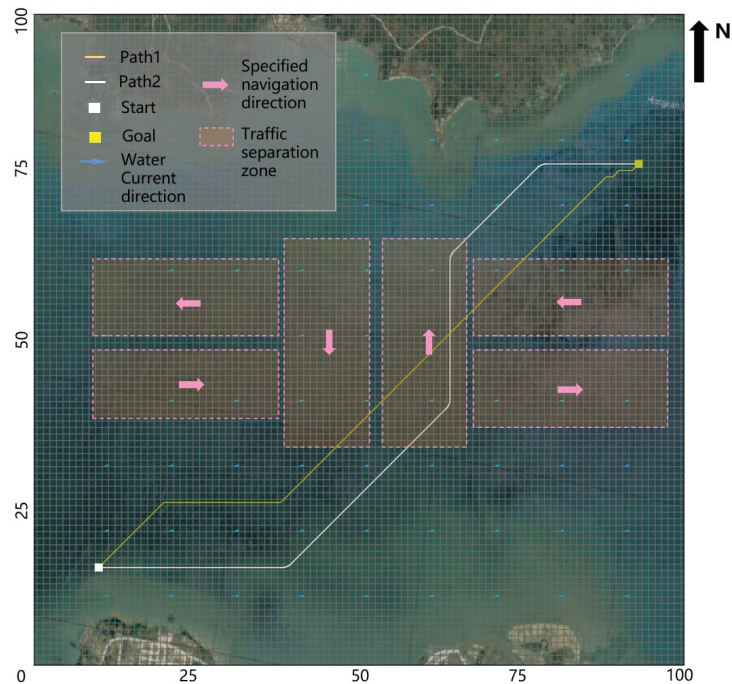 100
N
Path1
Path2
Start
Goal
Water
Current
direction
Specified
navigation
direction
Traffic
separation
zone
75
50
25
0
25
50
75
100